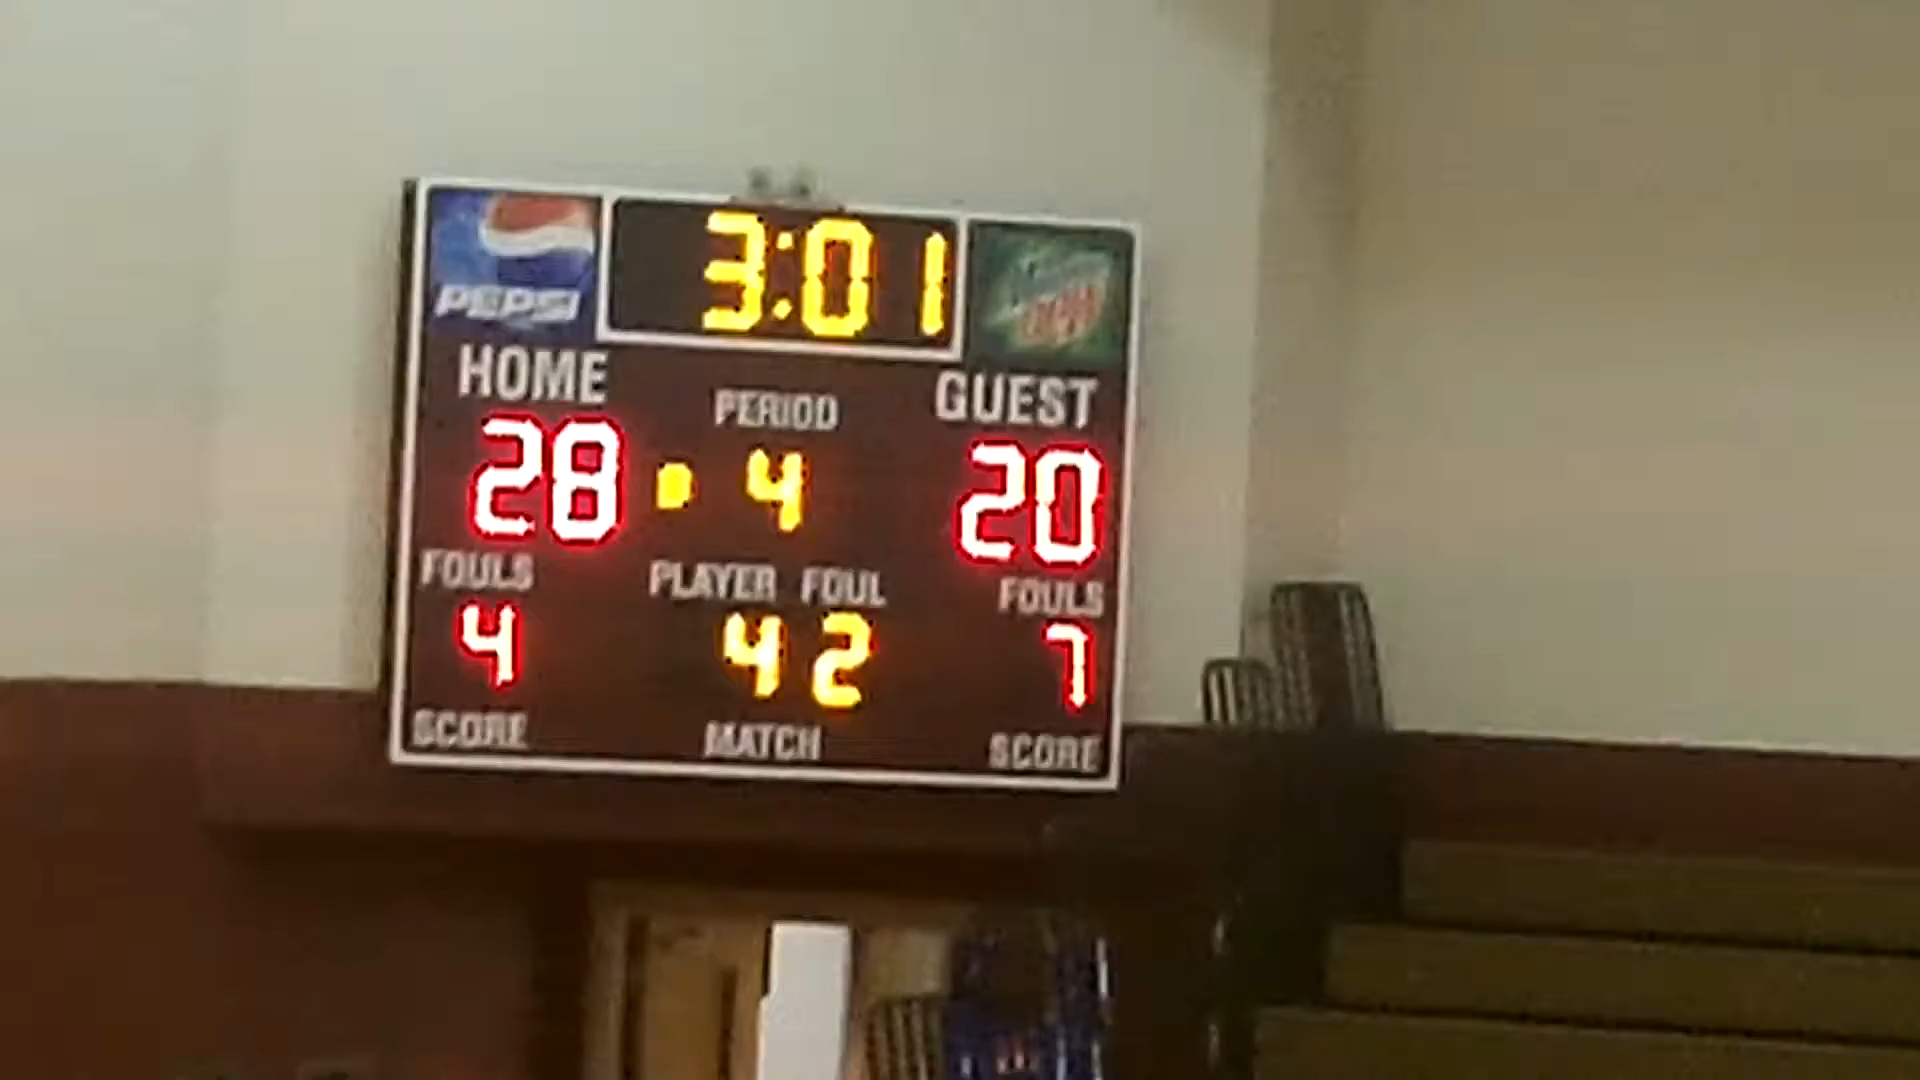 PEPSI
3:01
HOME
PERIOD
GUEST
28
4
20
FOULS
PLAYER FOUL
FOULS
4
4 2
7
SCORE
MATCH
SCORE